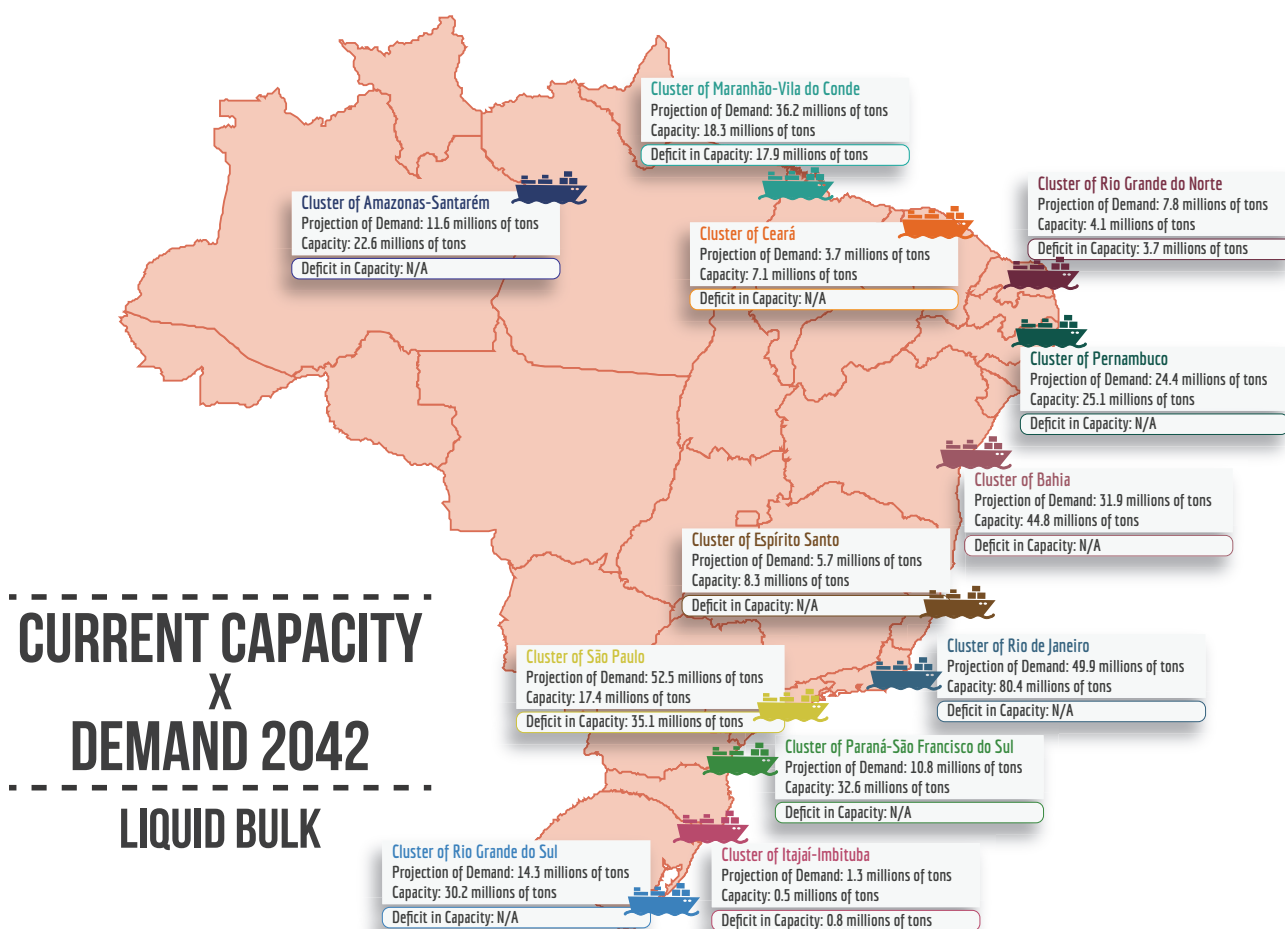 Cluster of Maranhão-Vila do Conde
Projection of Demand: 36.2 millions of tons
Capacity: 18.3 millions of tons
Deficit in Capacity: 17.9 millions of tons
Cluster of Amazonas-Santarém
Projection of Demand: 11.6 millions of tons
Capacity: 22.6 millions of tons
Deficit in Capacity: N/A
Cluster of Rio Grande do Norte
Projection of Demand: 7.8 millions of tons
Capacity: 4.1 millions of tons
Deficit in Capacity: 3.7 millions of tons
Cluster of Ceará
Projection of Demand: 3.7 millions of tons
Capacity: 7.1 millions of tons
Deficit in Capacity: N/A
Cluster of Pernambuco
Projection of Demand: 24.4 millions of tons
Capacity: 25.1 millions of tons
Deficit in Capacity: N/A
Cluster of Bahia
Projection of Demand: 31.9 millions of tons
Capacity: 44.8 millions of tons
Deficit in Capacity: N/A
Cluster of Espírito Santo
Projection of Demand: 5.7 millions of tons
Capacity: 8.3 millions of tons
Deficit in Capacity: N/A
CURRENT CAPACITY
X
DEMAND 2042
LIQUID BULK
Cluster of São Paulo
Projection of Demand: 52.5 millions of tons
Capacity: 17.4 millions of tons
Deficit in Capacity: 35.1 millions of tons
Cluster of Rio de Janeiro
Projection of Demand: 49.9 millions of tons
Capacity: 80.4 millions of tons
Deficit in Capacity: N/A
Cluster of Paraná-São Francisco do Sul
Projection of Demand: 10.8 millions of tons
Capacity: 32.6 millions of tons
Deficit in Capacity: N/A
Cluster of Rio Grande do Sul
Projection of Demand: 14.3 millions of tons
Capacity: 30.2 millions of tons
Deficit in Capacity: N/A
Cluster of Itajaí-Imbituba
Projection of Demand: 1.3 millions of tons
Capacity: 0.5 millions of tons
Deficit in Capacity: 0.8 millions of tons